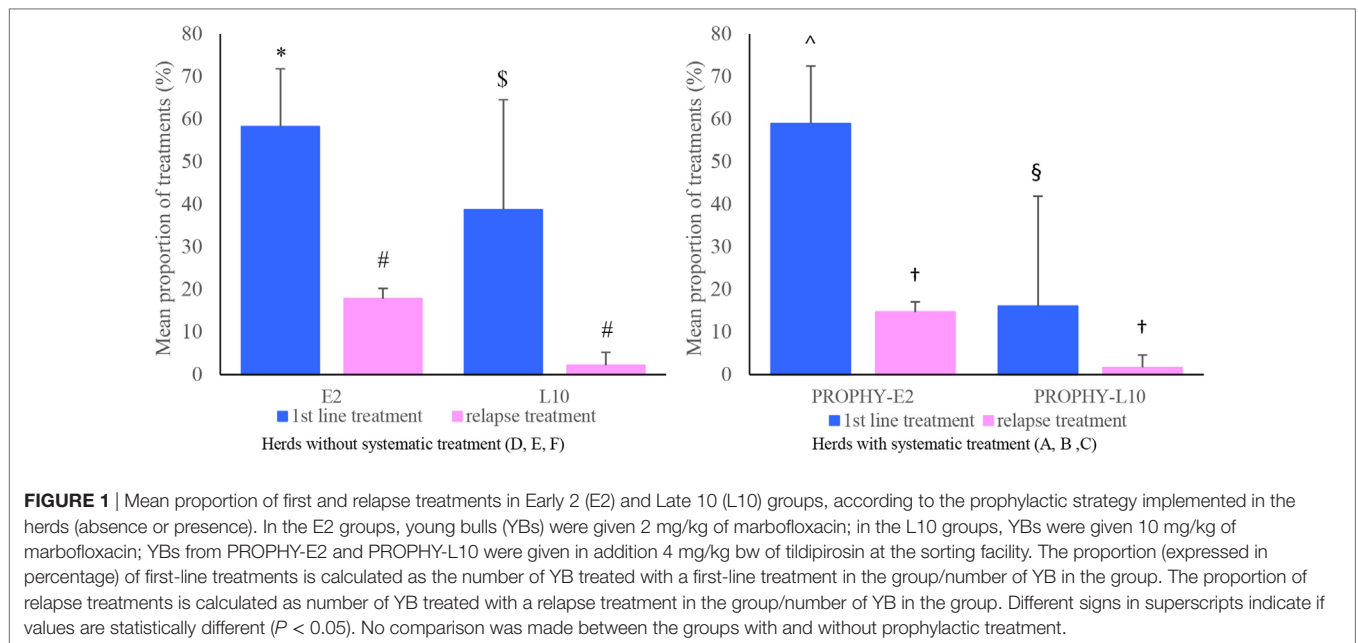 80
70
60
50
40
30
20
10
0
Mean proportion of treatments (%)
*
#
$
#
E2 L10
1st line treatment relapse treatment
Herds without systematic treatment (D, E, F)
80
70
60
50
40
30
20
10
0
Mean proportion of treatments (%)
^
†
§
†
PROPHY-E2 PROPHY-L10
1st line treatment relapse treatment
Herds with systematic treatment (A, B ,C)
FIGURE 1 | Mean proportion of first and relapse treatments in Early 2 (E2) and Late 10 (L10) groups, according to the prophylactic strategy implemented in the
herds (absence or presence). In the E2 groups, young bulls (YBs) were given 2 mg/kg of marbofloxacin; in the L10 groups, YBs were given 10 mg/kg of
marbofloxacin; YBs from PROPHY-E2 and PROPHY-L10 were given in addition 4 mg/kg bw of tildipirosin at the sorting facility. The proportion (expressed in
percentage) of first-line treatments is calculated as the number of YB treated with a first-line treatment in the group/number of YB in the group. The proportion of
relapse treatments is calculated as number of YB treated with a relapse treatment in the group/number of YB in the group. Different signs in superscripts indicate if
values are statistically different (P < 0.05). No comparison was made between the groups with and without prophylactic treatment.